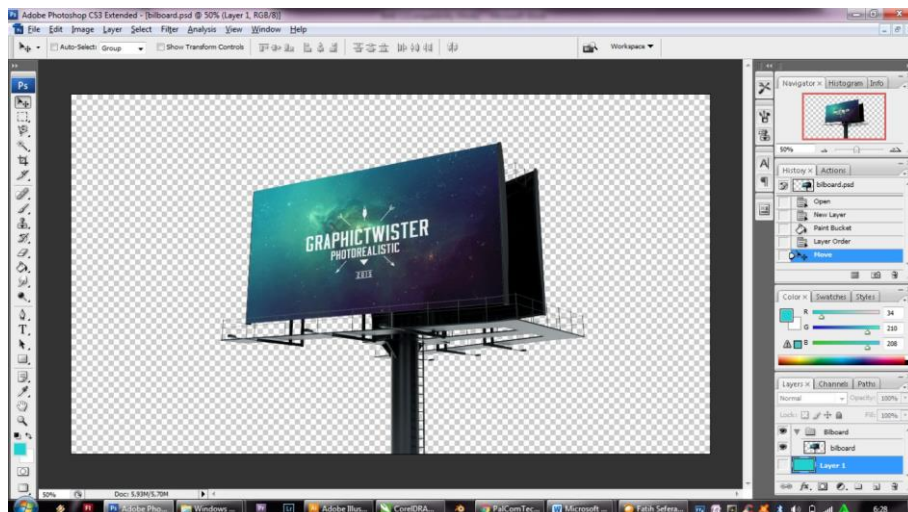 Adobe Photoshop CS3 Extended - [bilboard.psd @ 50% (Layer 1, RGB/8)]
File Edit Image Layer Select Filter Analysis View Window Help
Auto-Select: Group Show Transform Controls Workspace
Ps
Navigator Histogram Info
50%
History Actions
bilboard.psd
Open
New Layer
Paint Bucket
Layer Order
Move
GRAPHICTWISTER
PHOTOREALISTIC
2015
Color Swatches Styles
R 34
G 210
B 208
Layers Channels Paths
Normal Opacity: 100%
Lock: Fill: 100%
Bilboard
bilboard
Layer 1
50% Doc: 5,93M/5,70M
Adobe Pho... Windows ... Adobe Illus... CorelDRA... PalComTec... Microsoft ... Fatih Sefera... 6:28